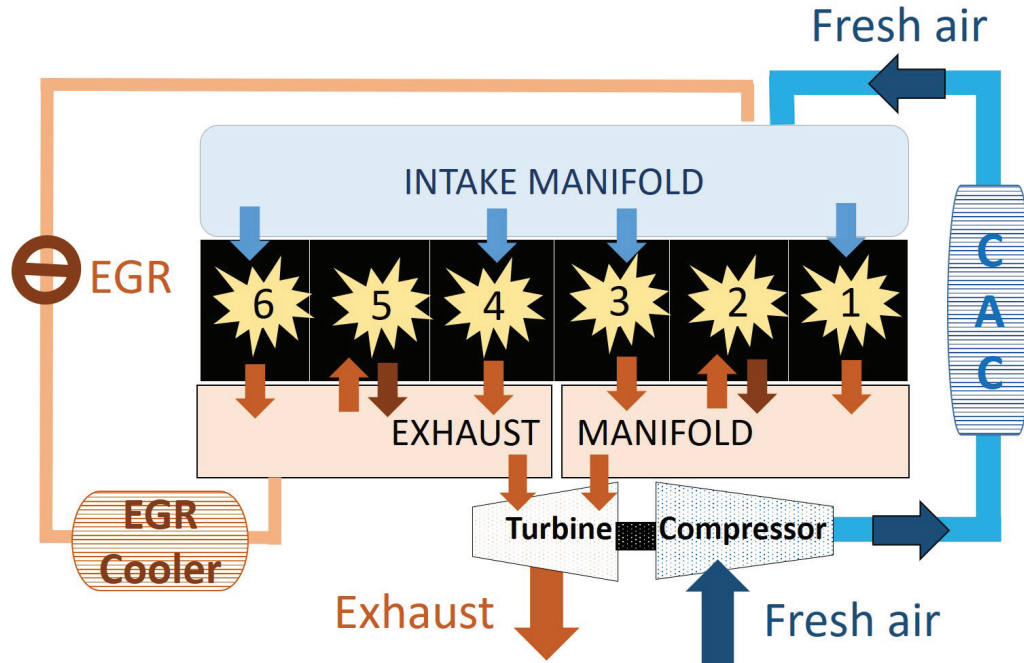 Fresh air
INTAKE MANIFOLD
EGR
6 5 4 3 2 1
C
A
C
EXHAUST MANIFOLD
EGR
Cooler
Turbine
Compressor
Exhaust
Fresh air